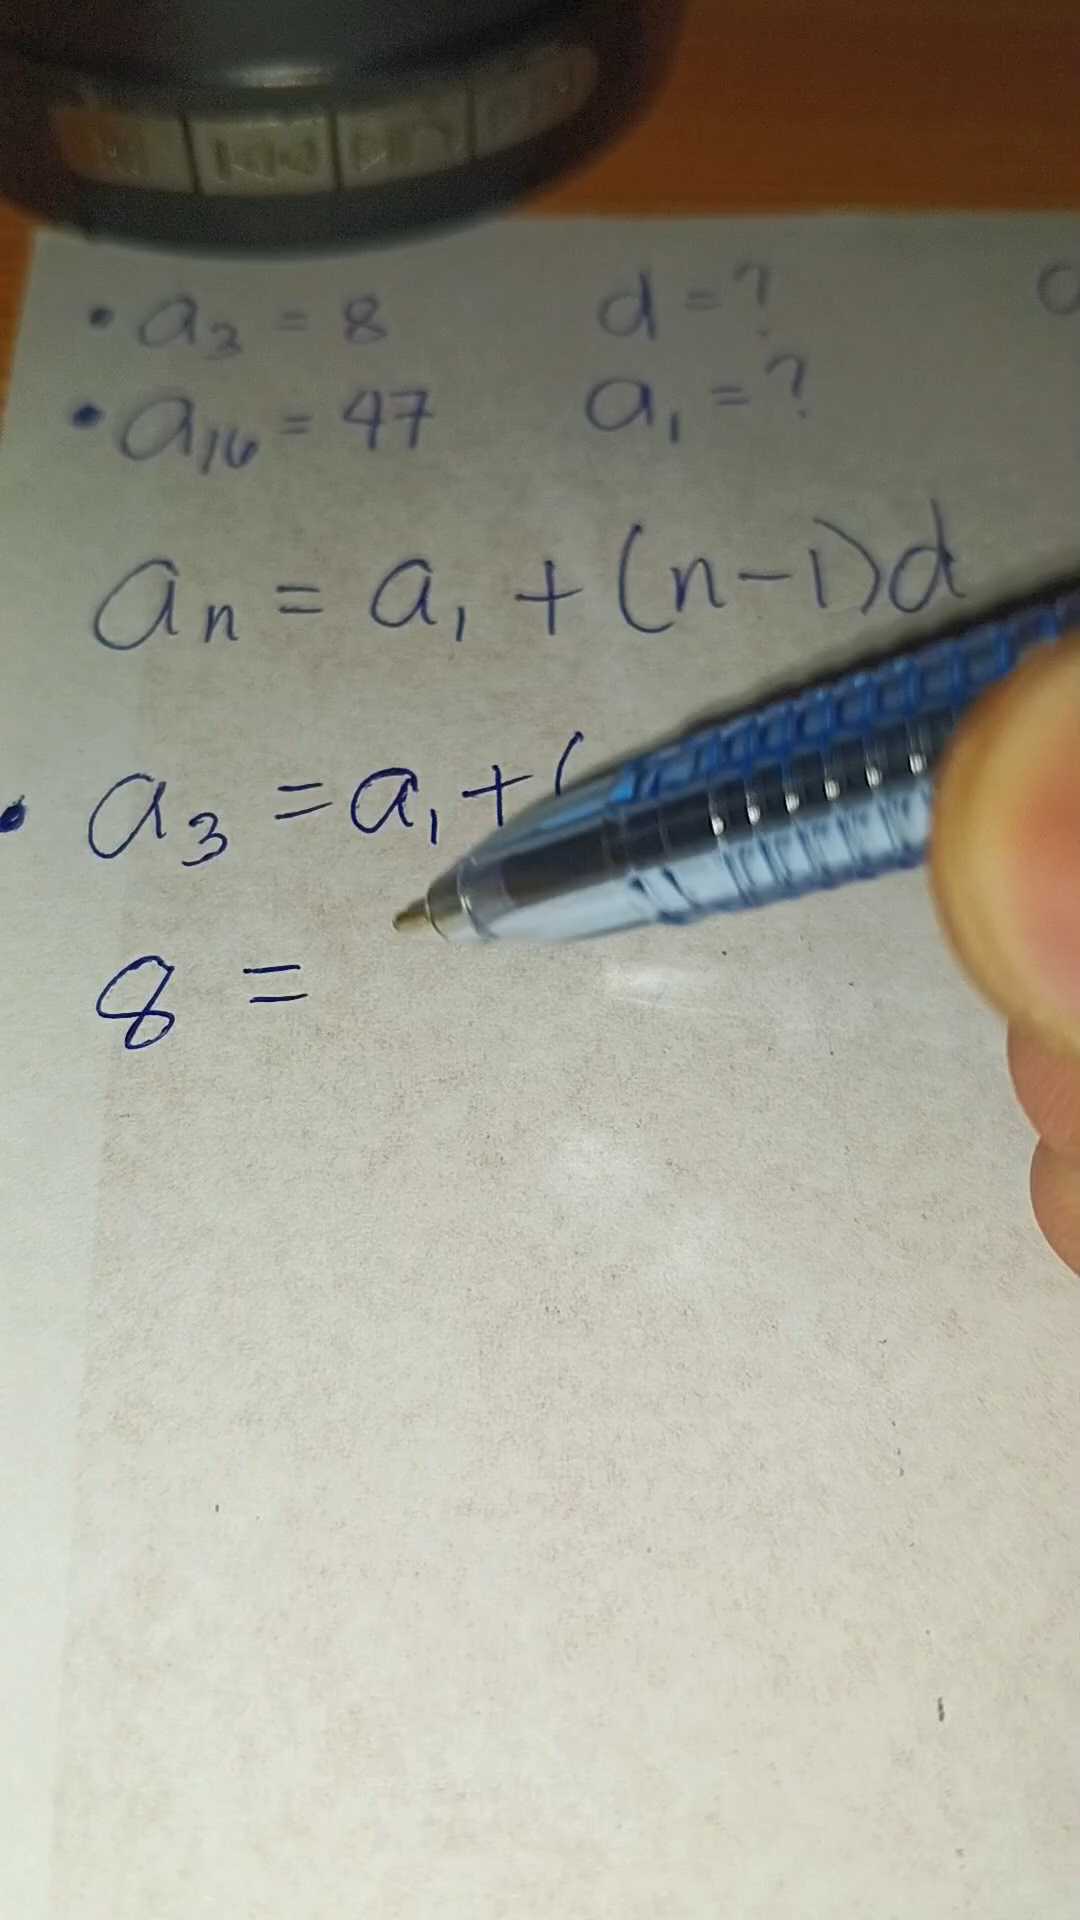 • a₃ = 8 d = ?
• a₁₆ = 47 a₁ = ?
aₙ = a₁ + (n-1)d
• a₃ = a₁ + (
8 =